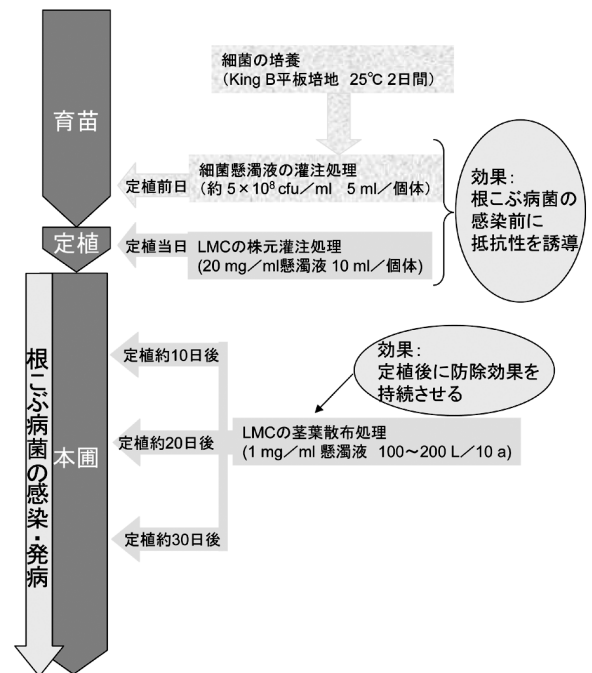 細菌の培養
（King B平板培地 25℃ 2日間）
育苗
定植前日
細菌懸濁液の灌注処理
（約 5×10⁸ cfu／ml 5 ml／個体）
効果：
根こぶ病菌の
感染前に
抵抗性を誘導
定植
定植当日
LMCの株元灌注処理
(20 mg／ml懸濁液 10 ml／個体)
根こぶ病菌の感染・発病
本圃
定植約10日後
効果：
定植後に防除効果を
持続させる
定植約20日後
LMCの茎葉散布処理
(1 mg／ml 懸濁液 100～200 L／10 a)
定植約30日後